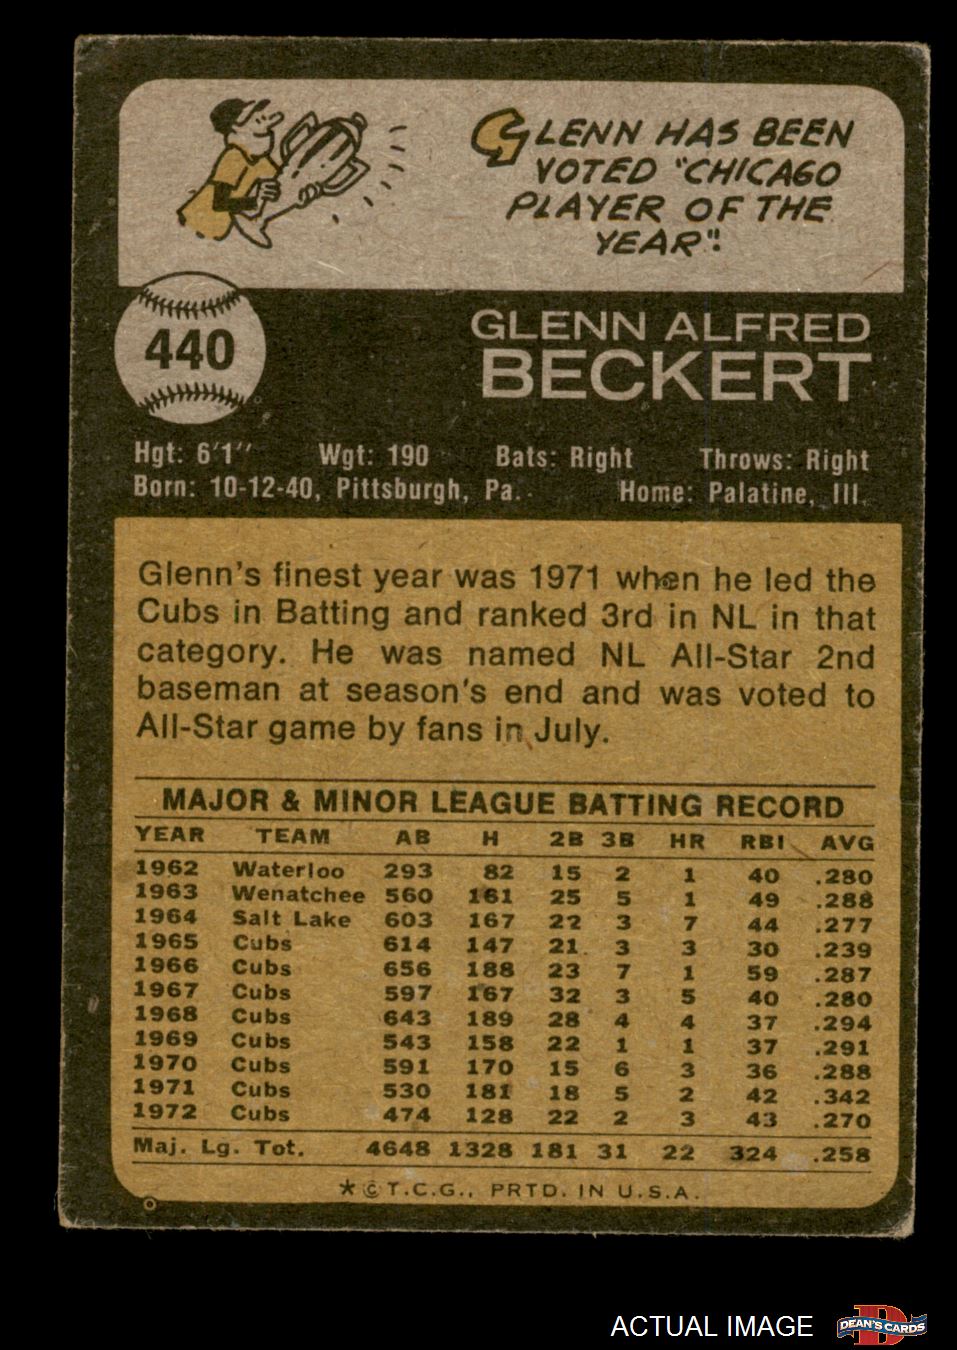 GLENN HAS BEEN
VOTED "CHICAGO
PLAYER OF THE
YEAR".
440
GLENN ALFRED
BECKERT
Hgt: 6'1" Wgt: 190 Bats: Right Throws: Right
Born: 10-12-40, Pittsburgh, Pa. Home: Palatine, Ill.
Glenn's finest year was 1971 when he led the
Cubs in Batting and ranked 3rd in NL in that
category. He was named NL All-Star 2nd
baseman at season's end and was voted to
All-Star game by fans in July.
MAJOR & MINOR LEAGUE BATTING RECORD
YEAR TEAM AB H 2B 3B HR RBI AVG
1962 Waterloo 293 82 15 2 1 40 .280
1963 Wenatchee 560 161 25 5 1 49 .288
1964 Salt Lake 603 167 22 3 7 44 .277
1965 Cubs 614 147 21 3 3 30 .239
1966 Cubs 656 188 23 7 1 59 .287
1967 Cubs 597 167 32 3 5 40 .280
1968 Cubs 643 189 28 4 4 37 .294
1969 Cubs 543 158 22 1 1 37 .291
1970 Cubs 591 170 15 6 3 36 .288
1971 Cubs 530 181 18 5 2 42 .342
1972 Cubs 474 128 22 2 3 43 .270
Maj. Lg. Tot. 4648 1328 181 31 22 324 .258
* © T.C.G., PRTD. IN U.S.A.
ACTUAL IMAGE
D
DEAN'S CARDS